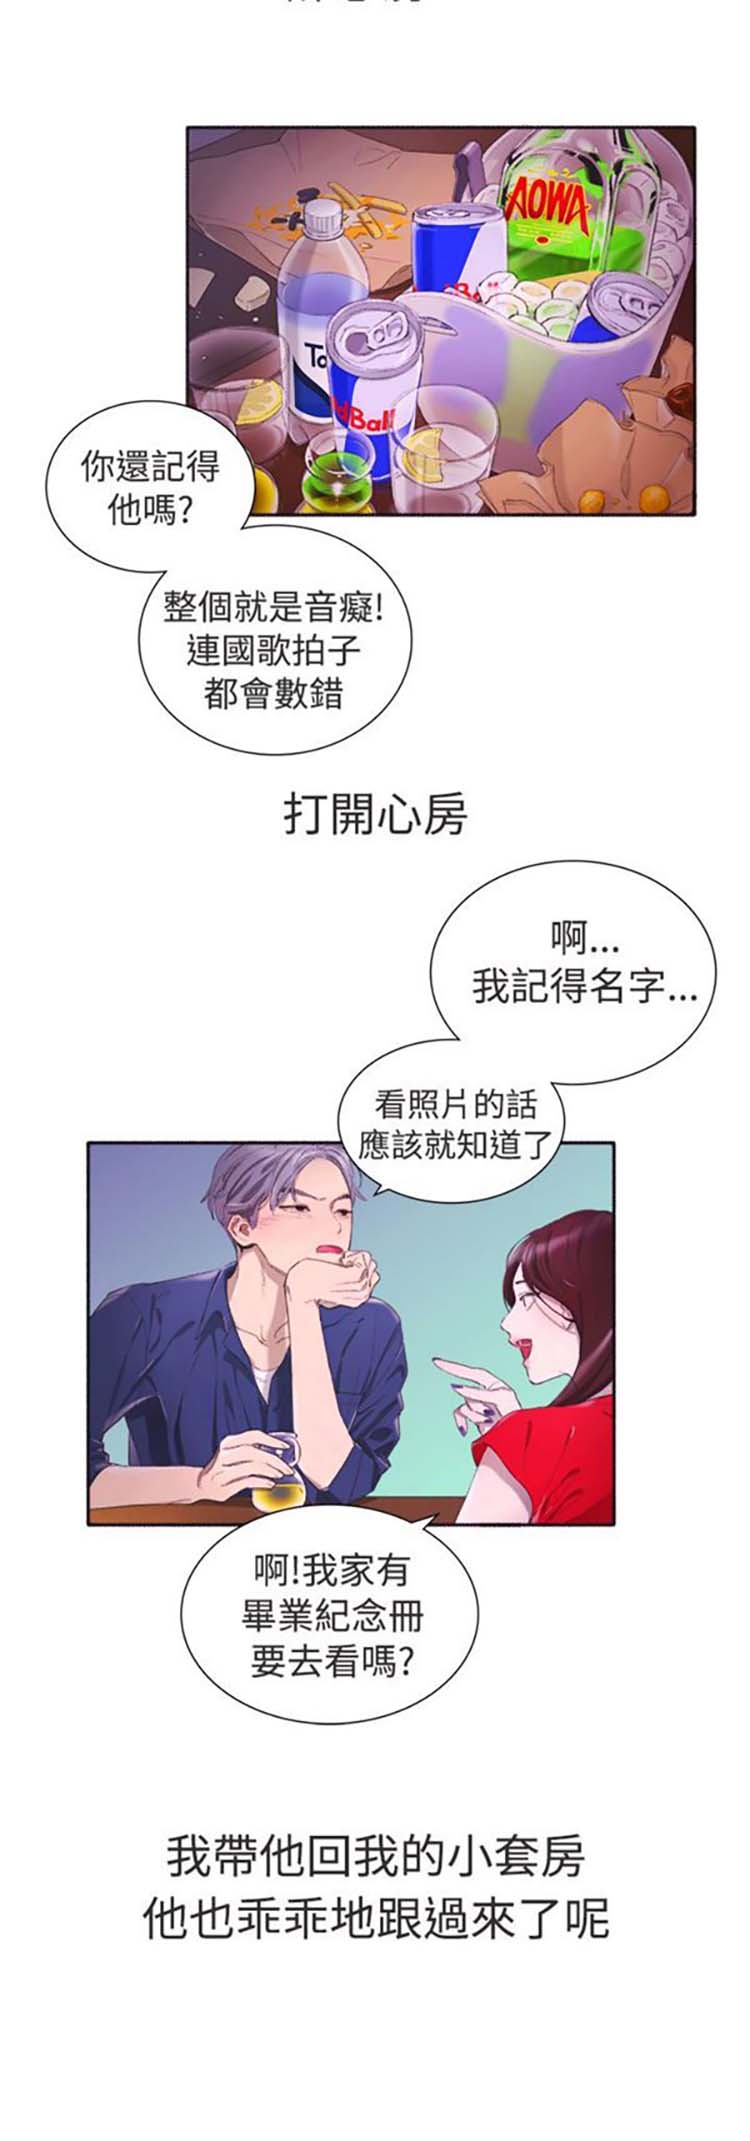 AOWA
Ball
To
dBall
你還記得
他嗎?
整個就是音癡!
連國歌拍子
都會數錯
打開心房
啊...
我記得名字...
看照片的話
應該就知道了
啊!我家有
畢業紀念冊
要去看嗎?
我帶他回我的小套房
他也乖乖地跟過來了呢